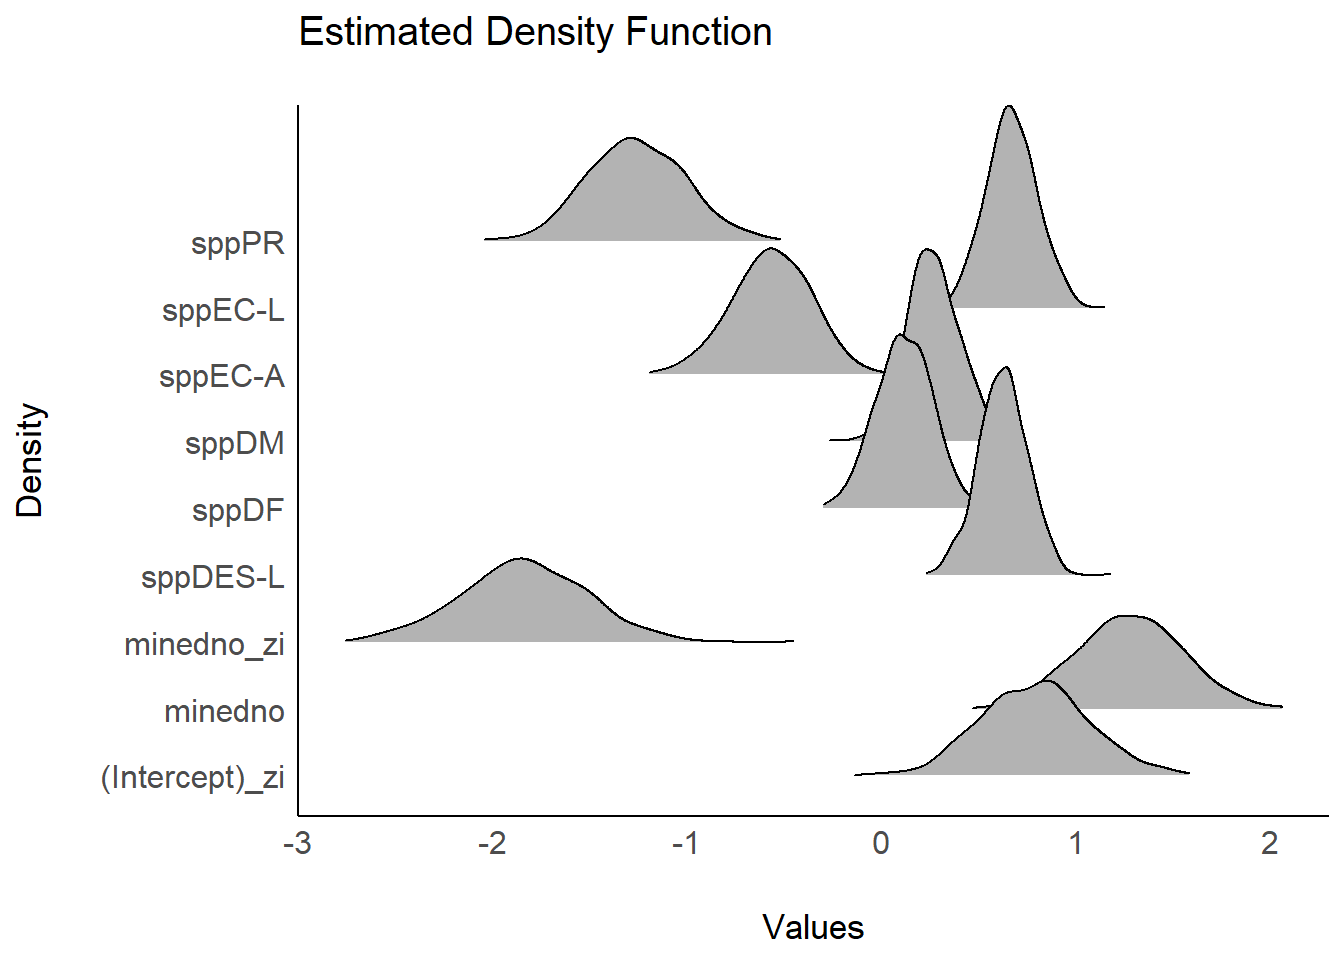 Estimated Density Function
Density
sppPR
sppEC-L
sppEC-A
sppDM
sppDF
sppDES-L
minedno_zi
minedno
(Intercept)_zi
-3 -2 -1 0 1 2
Values